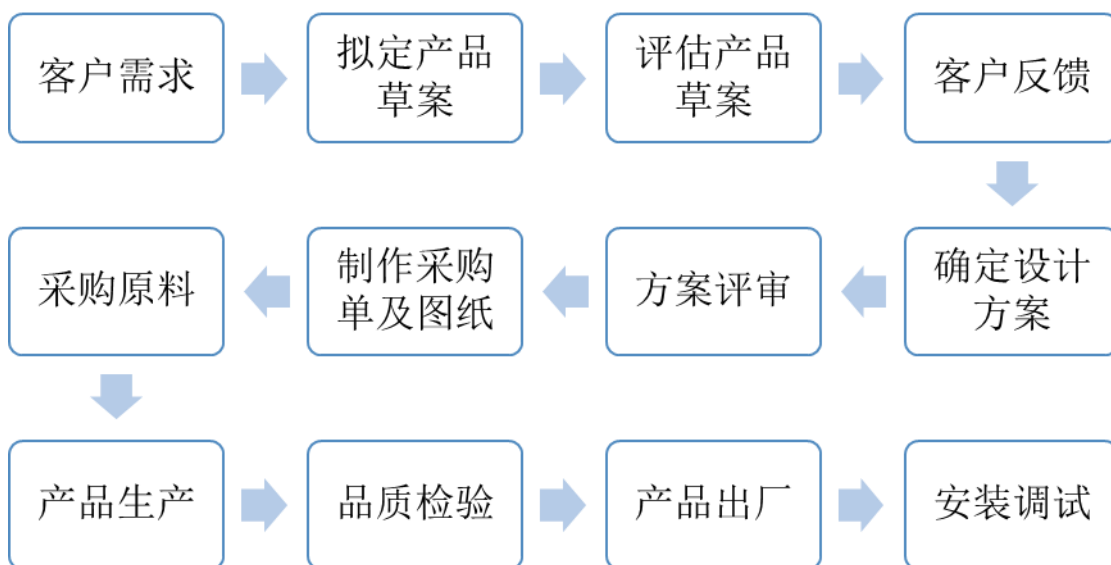 客户需求
拟定产品
草案
评估产品
草案
客户反馈
确定设计
方案
方案评审
制作采购
单及图纸
采购原料
产品生产
品质检验
产品出厂
安装调试